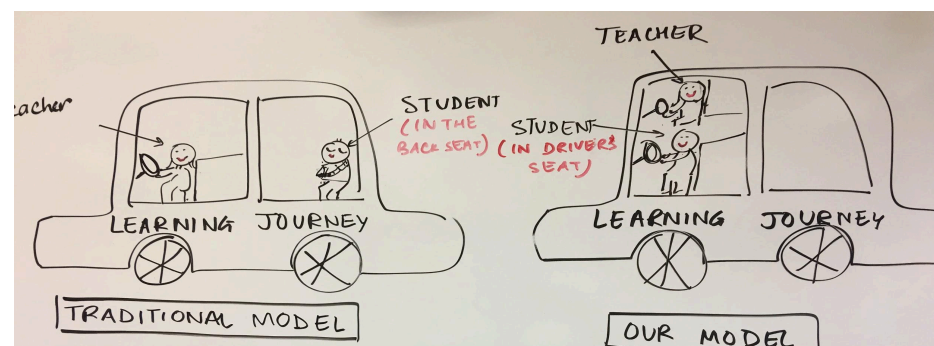 eacher
STUDENT
(IN THE
BACK SEAT)
LEARNING JOURNEY
TRADITIONAL MODEL
TEACHER
STUDENT
(IN DRIVERS
SEAT)
LEARNING JOURNEY
OUR MODEL